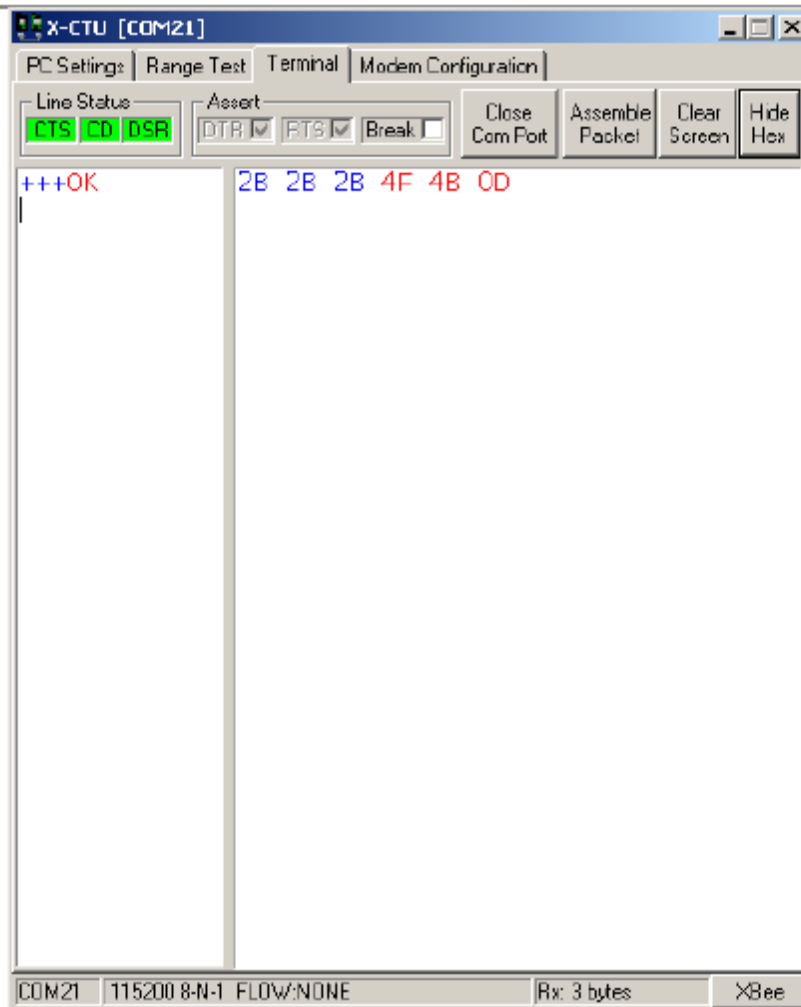 X-CTU [COM21]
PC Settings Range Test Terminal Modem Configuration
Line Status Assert
CTS CD DSR DTR RTS Break
Close Com Port
Assemble Packet
Clear Screen
Hide Hex
+++OK 2B 2B 2B 4F 4B 0D
COM21 115200 8-N-1 FLOW:NONE Rx: 3 bytes XBee